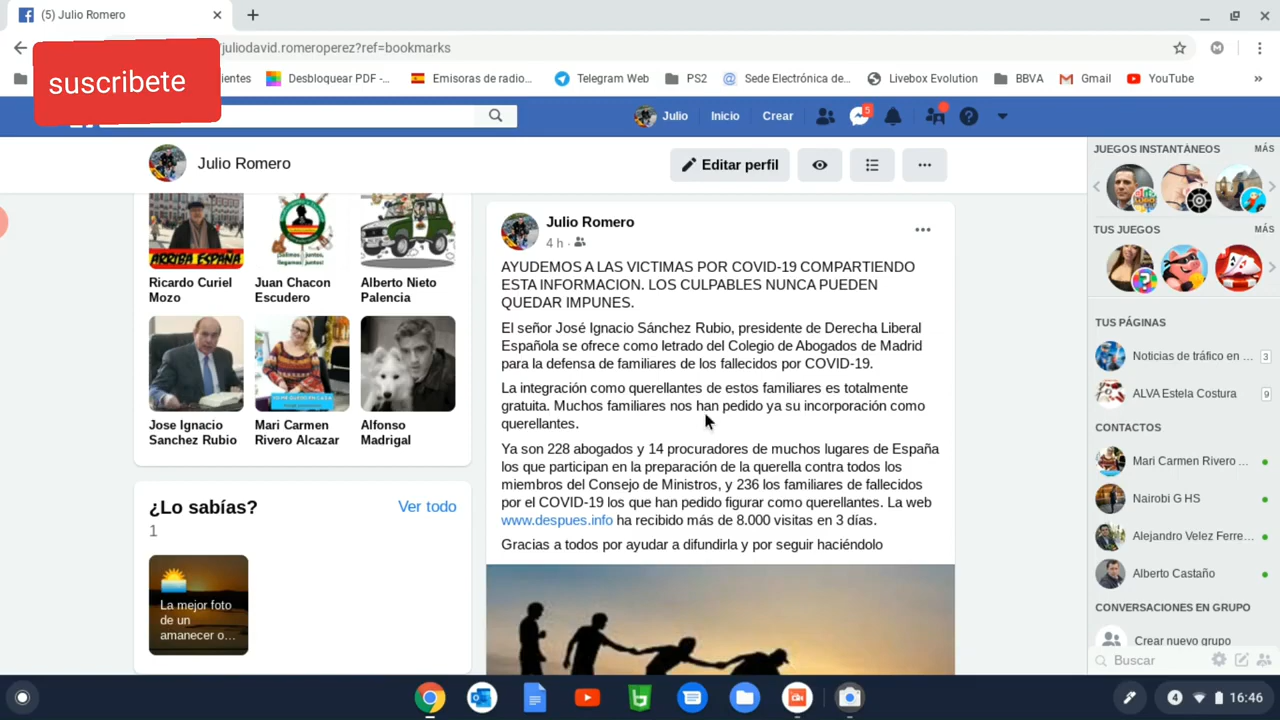 (5) Julio Romero
suscribete
/juliodavid.romeroperez?ref=bookmarks
ientes
Desbloquear PDF -...
Emisoras de radio...
Telegram Web
PS2
Sede Electrónica de...
Livebox Evolution
BBVA
Gmail
YouTube
»
Julio
Inicio
Crear
5
Julio Romero
Editar perfil
ARRIBA ESPAÑA
Ricardo Curiel
Mozo
Juan Chacon
Escudero
Alberto Nieto
Palencia
Jose Ignacio
Sanchez Rubio
Mari Carmen
Rivero Alcazar
Alfonso
Madrigal
¿Lo sabías?
Ver todo
1
La mejor foto
de un
amanecer o...
Julio Romero
4 h ·
AYUDEMOS A LAS VICTIMAS POR COVID-19 COMPARTIENDO
ESTA INFORMACION. LOS CULPABLES NUNCA PUEDEN
QUEDAR IMPUNES.
El señor José Ignacio Sánchez Rubio, presidente de Derecha Liberal
Española se ofrece como letrado del Colegio de Abogados de Madrid
para la defensa de familiares de los fallecidos por COVID-19.
La integración como querellantes de estos familiares es totalmente
gratuita. Muchos familiares nos han pedido ya su incorporación como
querellantes.
Ya son 228 abogados y 14 procuradores de muchos lugares de España
los que participan en la preparación de la querella contra todos los
miembros del Consejo de Ministros, y 236 los familiares de fallecidos
por el COVID-19 los que han pedido figurar como querellantes. La web
www.despues.info ha recibido más de 8.000 visitas en 3 días.
Gracias a todos por ayudar a difundirla y por seguir haciéndolo
JUEGOS INSTANTÁNEOS
MÁS
TUS JUEGOS
MÁS
TUS PÁGINAS
Noticias de tráfico en ...
3
ALVA Estela Costura
9
CONTACTOS
Mari Carmen Rivero ...
Nairobi G HS
Alejandro Velez Ferre...
Alberto Castaño
CONVERSACIONES EN GRUPO
Crear nuevo grupo
Buscar
4
16:46